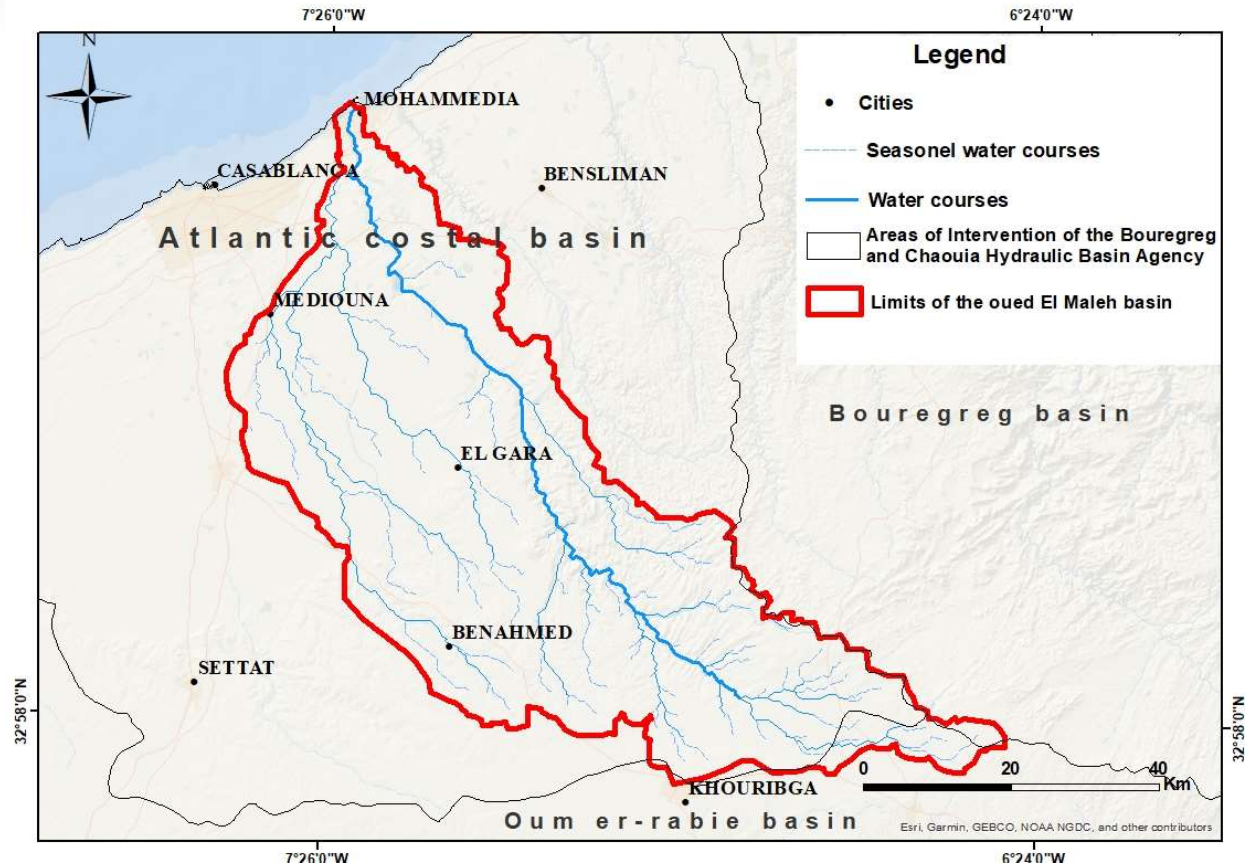 7°26'0"W
6°24'0"W
N
Legend
Cities
Seasonel water courses
Water courses
Areas of Intervention of the Bouregreg
and Chaouia Hydraulic Basin Agency
Limits of the oued El Maleh basin
MOHAMMEDIA
CASABLANCA
BENSLIMAN
Atlantic costal basin
MEDIOUNA
Bouregreg basin
EL GARA
BENAHMED
SETTAT
32°58'0"N
32°58'0"N
0
20
40
Km
KHOURIBGA
Oum er-rabie basin
Esri, Garmin, GEBCO, NOAA NGDC, and other contributors
7°26'0"W
6°24'0"W